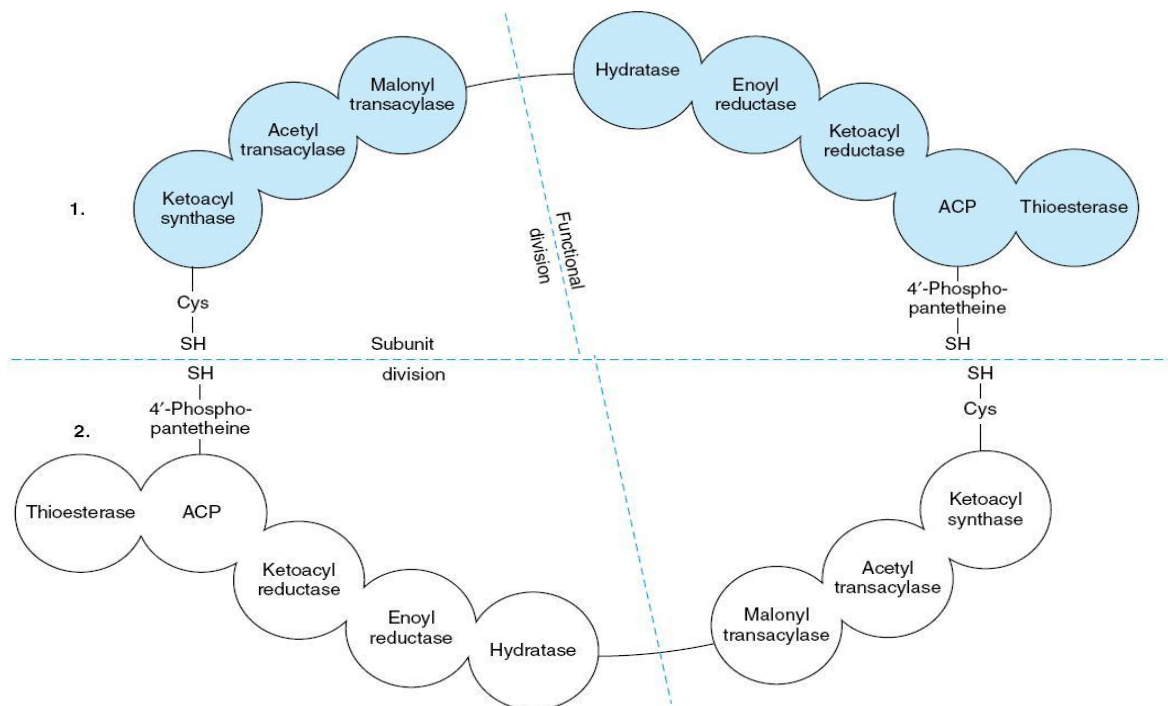 Hydratase
Enoyl
reductase
Malonyl
transacylase
Acetyl
transacylase
Ketoacyl
reductase
Ketoacyl
synthase
1.
ACP
Thioesterase
Functional
division
Cys
4′-Phospho-
pantetheine
SH
Subunit
SH
SH
division
SH
4′-Phospho-
pantetheine
Cys
2.
Thioesterase
ACP
Ketoacyl
synthase
Ketoacyl
reductase
Acetyl
transacylase
Enoyl
reductase
Malonyl
transacylase
Hydratase